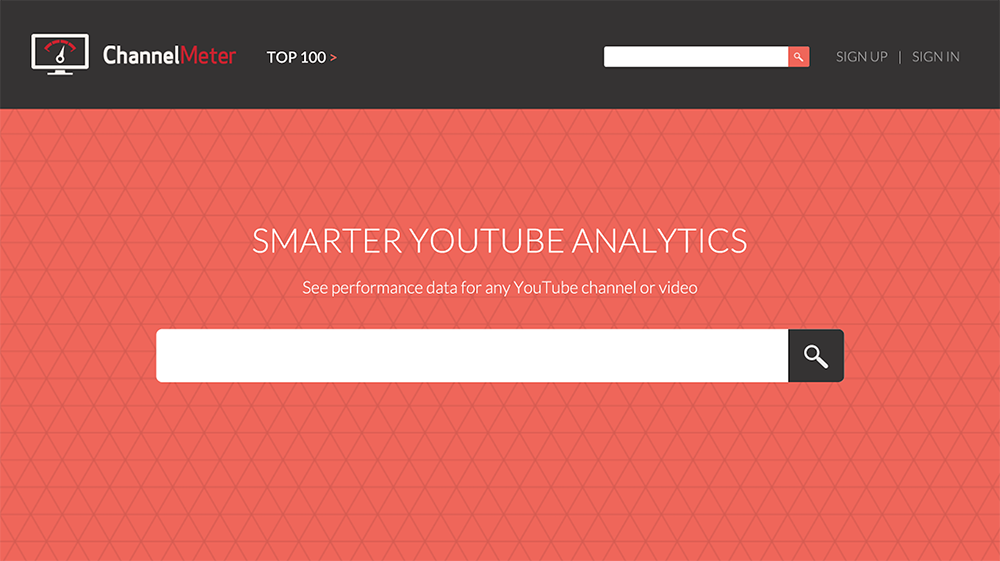 ChannelMeter TOP 100 > SIGN UP | SIGN IN
SMARTER YOUTUBE ANALYTICS
See performance data for any YouTube channel or video